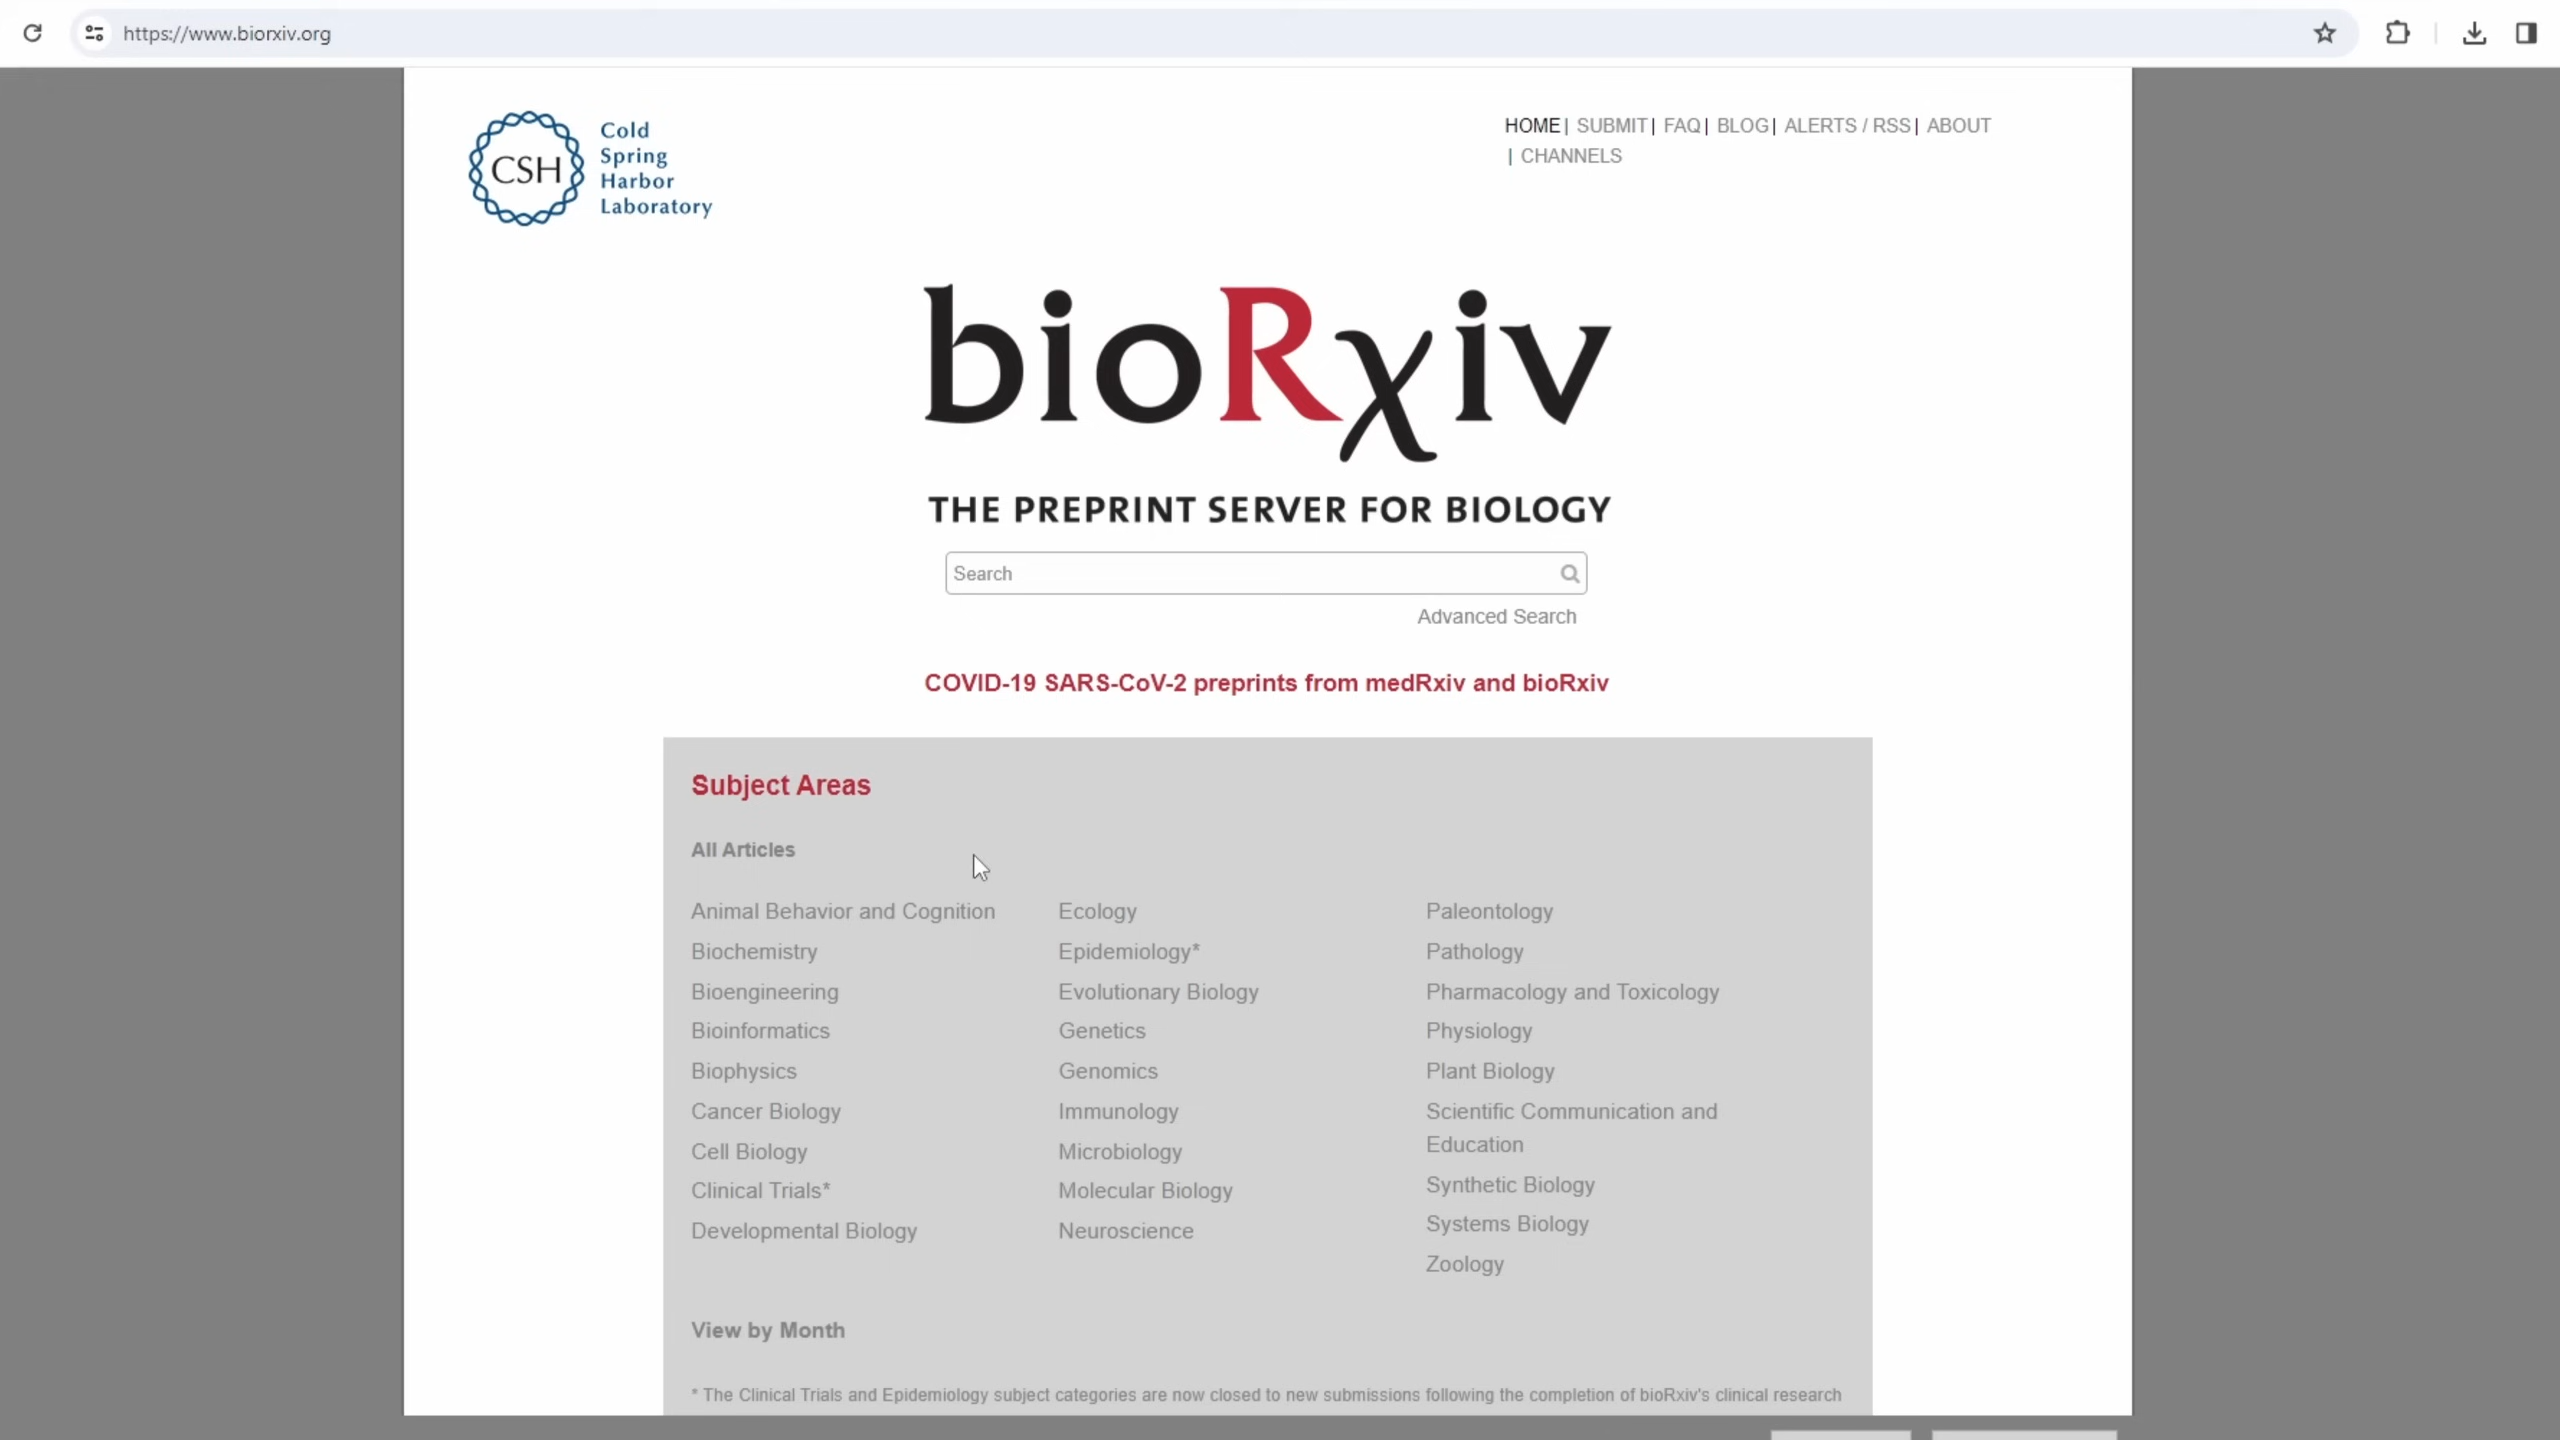 https://www.biorxiv.org
CSH
Cold
Spring
Harbor
Laboratory
HOME| SUBMIT| FAQ| BLOG| ALERTS / RSS| ABOUT
| CHANNELS
bioRxiv
THE PREPRINT SERVER FOR BIOLOGY
Search
Advanced Search
COVID-19 SARS-CoV-2 preprints from medRxiv and bioRxiv
Subject Areas
All Articles
Animal Behavior and Cognition
Biochemistry
Bioengineering
Bioinformatics
Biophysics
Cancer Biology
Cell Biology
Clinical Trials*
Developmental Biology
Ecology
Epidemiology*
Evolutionary Biology
Genetics
Genomics
Immunology
Microbiology
Molecular Biology
Neuroscience
Paleontology
Pathology
Pharmacology and Toxicology
Physiology
Plant Biology
Scientific Communication and
Education
Synthetic Biology
Systems Biology
Zoology
View by Month
* The Clinical Trials and Epidemiology subject categories are now closed to new submissions following the completion of bioRxiv's clinical research